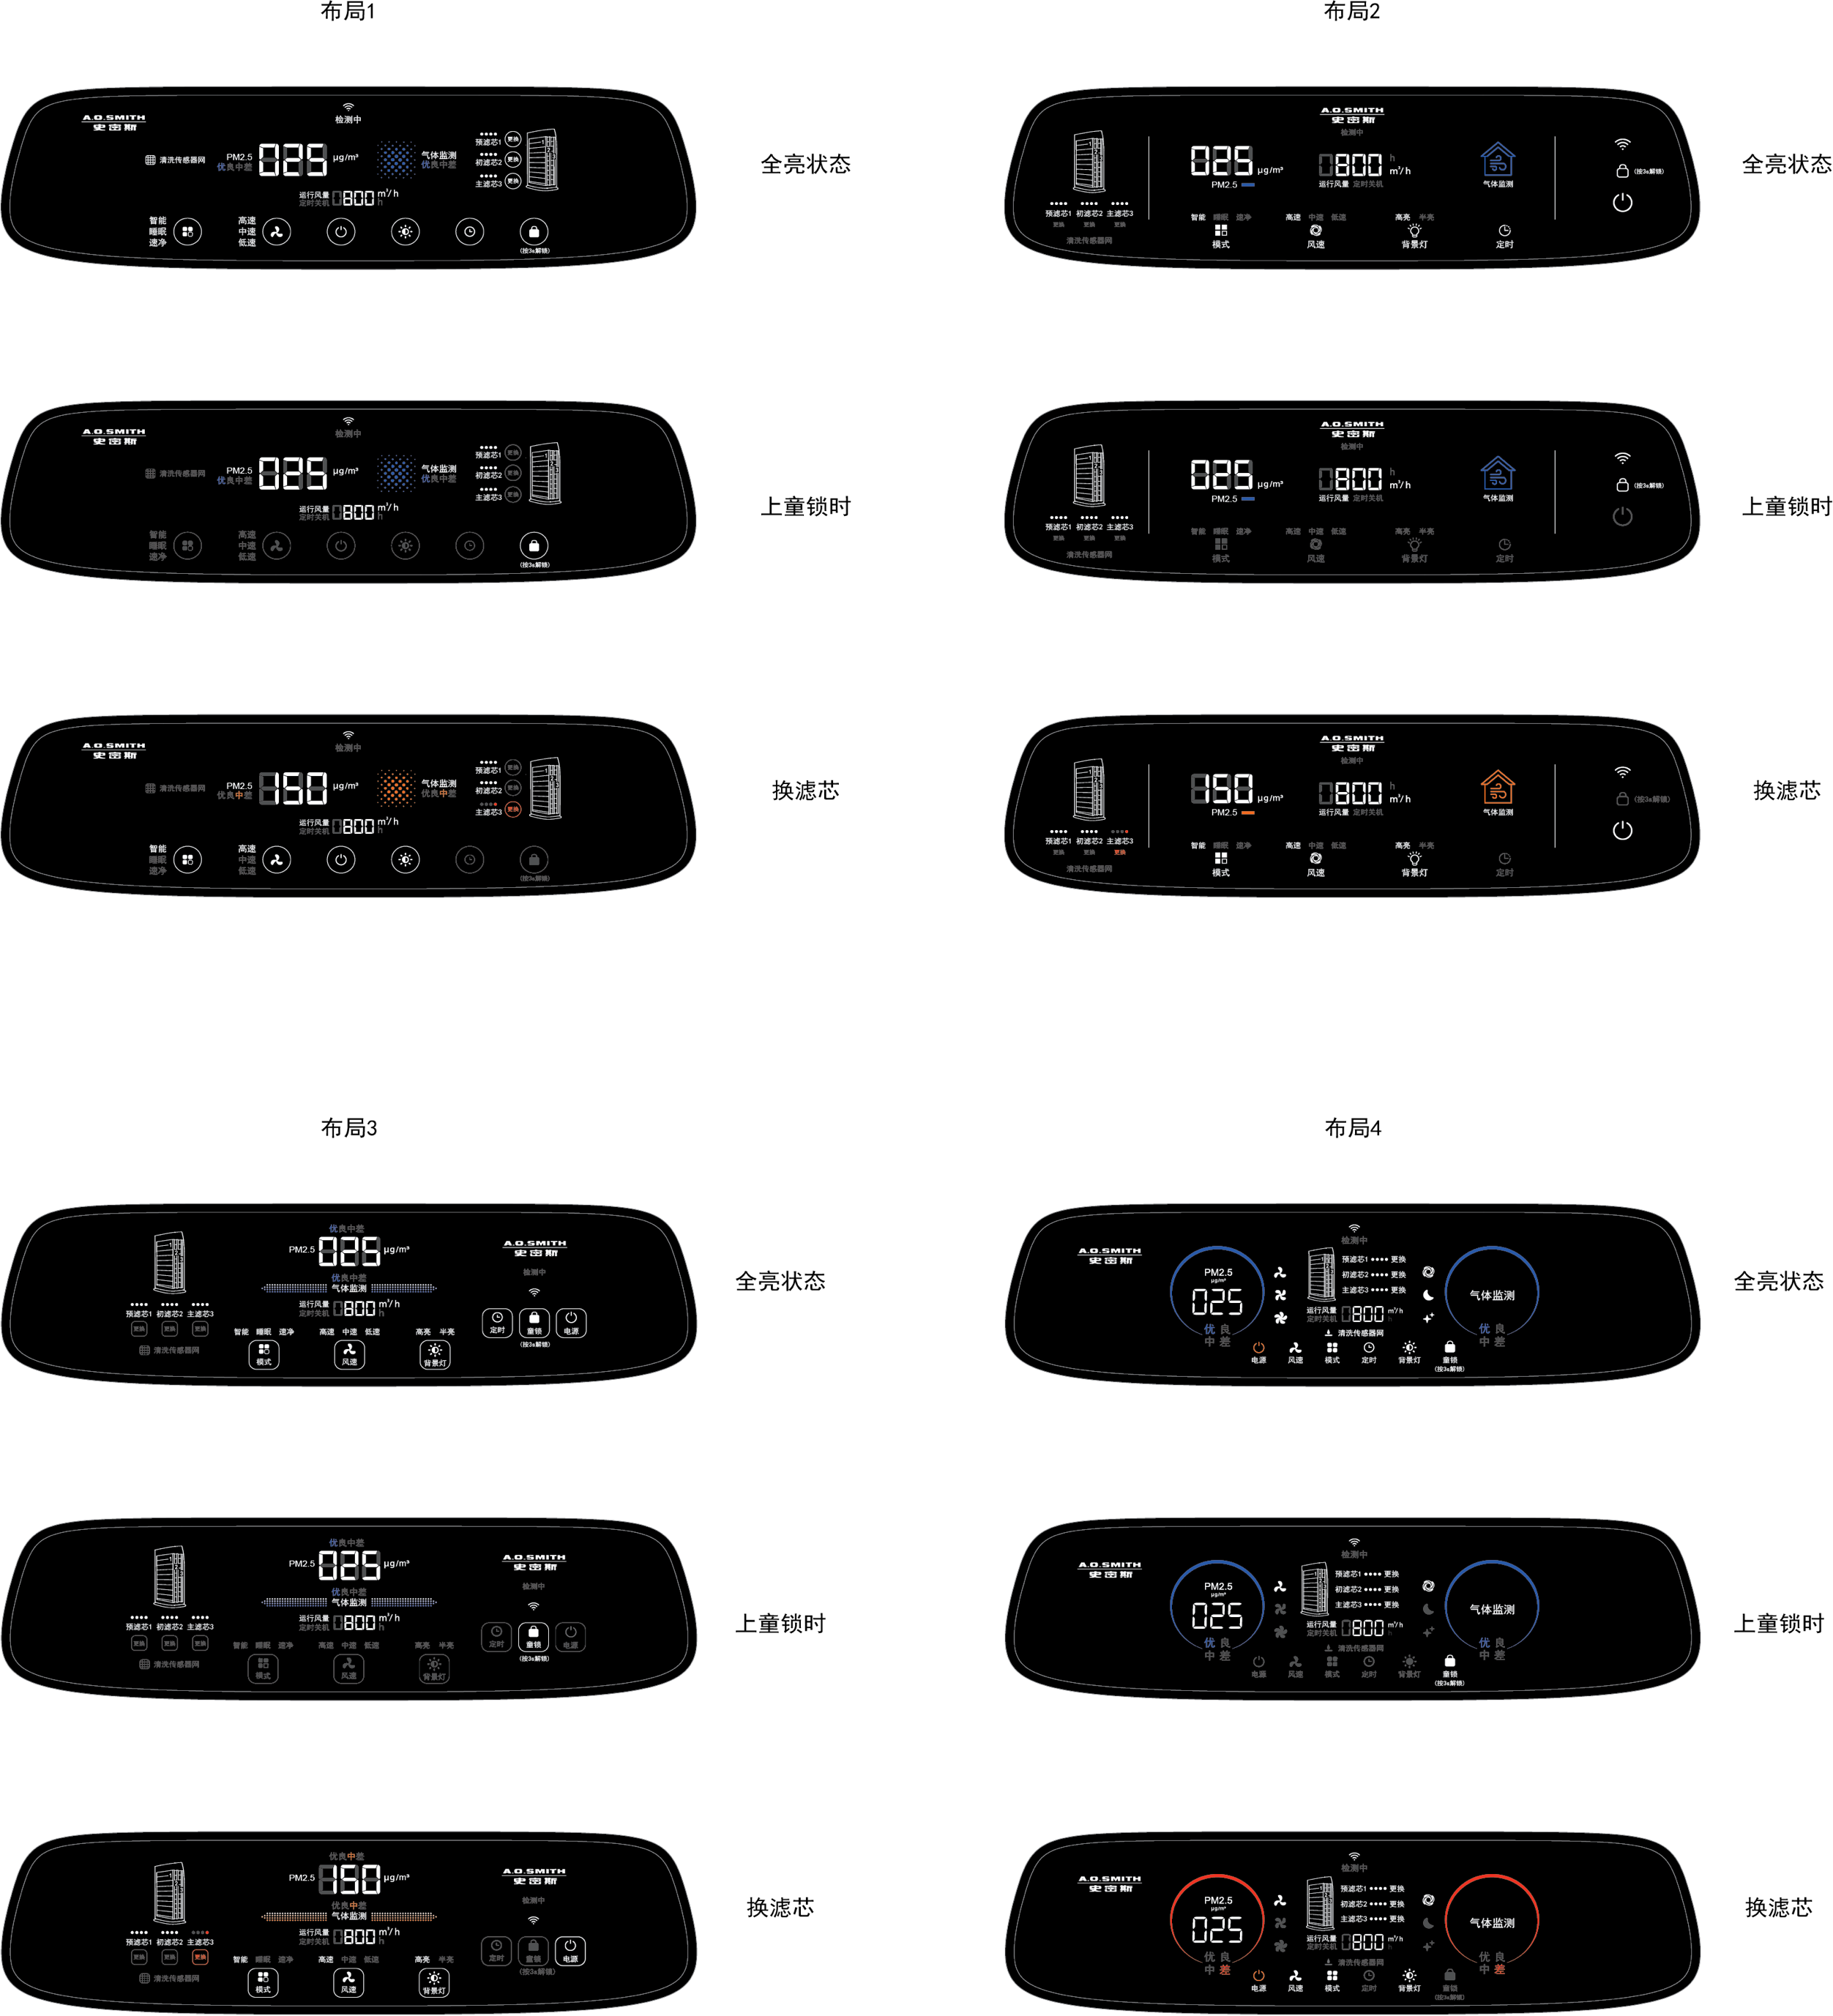 布局1
A.O.SMITH
史密斯
检测中
清洗传感器网
PM2.5 025 μg/m³
优良中差
气体监测
优良中差
预滤芯1 更换
初滤芯2 更换
主滤芯3 更换
运行风量 800 m³/h
定时关机
智能
睡眠
速净
高速
中速
低速
(按3s解锁)
全亮状态
A.O.SMITH
史密斯
检测中
清洗传感器网
PM2.5 025 μg/m³
优良中差
气体监测
优良中差
预滤芯1 更换
初滤芯2 更换
主滤芯3 更换
运行风量 800 m³/h
定时关机 h
智能
睡眠
速净
高速
中速
低速
(按3s解锁)
上童锁时
A.O.SMITH
史密斯
检测中
清洗传感器网
PM2.5 150 μg/m³
优良中差
气体监测
优良中差
预滤芯1 更换
初滤芯2 更换
主滤芯3 更换
运行风量 800 m³/h
定时关机 h
智能
睡眠
速净
高速
中速
低速
(按3s解锁)
换滤芯
布局2
A.O.SMITH
史密斯
检测中
025 μg/m³
PM2.5
800 h
m³/h
运行风量 定时关机
气体监测
(按3s解锁)
预滤芯1 初滤芯2 主滤芯3
更换 更换 更换
清洗传感器网
智能 睡眠 速净 高速 中速 低速 高亮 半亮
模式 风速 背景灯 定时
全亮状态
A.O.SMITH
史密斯
检测中
025 μg/m³
PM2.5
800 h
m³/h
运行风量 定时关机
气体监测
(按3s解锁)
预滤芯1 初滤芯2 主滤芯3
更换 更换 更换
清洗传感器网
智能 睡眠 速净 高速 中速 低速 高亮 半亮
模式 风速 背景灯 定时
上童锁时
A.O.SMITH
史密斯
检测中
150 μg/m³
PM2.5
800 h
m³/h
运行风量 定时关机
气体监测
(按3s解锁)
预滤芯1 初滤芯2 主滤芯3
更换 更换 更换
清洗传感器网
智能 睡眠 速净 高速 中速 低速 高亮 半亮
模式 风速 背景灯 定时
换滤芯
布局3
优良中差
PM2.5 025 μg/m³
优良中差
气体监测
运行风量 800 m³/h
定时关机 h
预滤芯1 初滤芯2 主滤芯3
更换 更换 更换
清洗传感器网
智能 睡眠 速净 高速 中速 低速 高亮 半亮
模式 风速 背景灯
A.O.SMITH
史密斯
检测中
定时 童锁 电源
(按3s解锁)
全亮状态
优良中差
PM2.5 025 μg/m³
优良中差
气体监测
运行风量 800 m³/h
定时关机 h
预滤芯1 初滤芯2 主滤芯3
更换 更换 更换
清洗传感器网
智能 睡眠 速净 高速 中速 低速 高亮 半亮
模式 风速 背景灯
A.O.SMITH
史密斯
检测中
定时 童锁 电源
(按3s解锁)
上童锁时
优良中差
PM2.5 150 μg/m³
优良中差
气体监测
运行风量 800 m³/h
定时关机 h
预滤芯1 初滤芯2 主滤芯3
更换 更换 更换
清洗传感器网
智能 睡眠 速净 高速 中速 低速 高亮 半亮
模式 风速 背景灯
A.O.SMITH
史密斯
检测中
定时 童锁 电源
(按3s解锁)
换滤芯
布局4
A.O.SMITH
史密斯
检测中
PM2.5
μg/m³
025
优 良
中 差
预滤芯1 更换
初滤芯2 更换
主滤芯3 更换
运行风量 800 m³/h
定时关机 h
清洗传感器网
气体监测
优 良
中 差
电源 风速 模式 定时 背景灯 童锁
(按3s解锁)
全亮状态
A.O.SMITH
史密斯
检测中
PM2.5
μg/m³
025
优 良
中 差
预滤芯1 更换
初滤芯2 更换
主滤芯3 更换
运行风量 800 m³/h
定时关机 h
清洗传感器网
气体监测
优 良
中 差
电源 风速 模式 定时 背景灯 童锁
(按3s解锁)
上童锁时
A.O.SMITH
史密斯
检测中
PM2.5
μg/m³
025
优 良
中 差
预滤芯1 更换
初滤芯2 更换
主滤芯3 更换
运行风量 800 m³/h
定时关机 h
清洗传感器网
气体监测
优 良
中 差
电源 风速 模式 定时 背景灯 童锁
(按3s解锁)
换滤芯